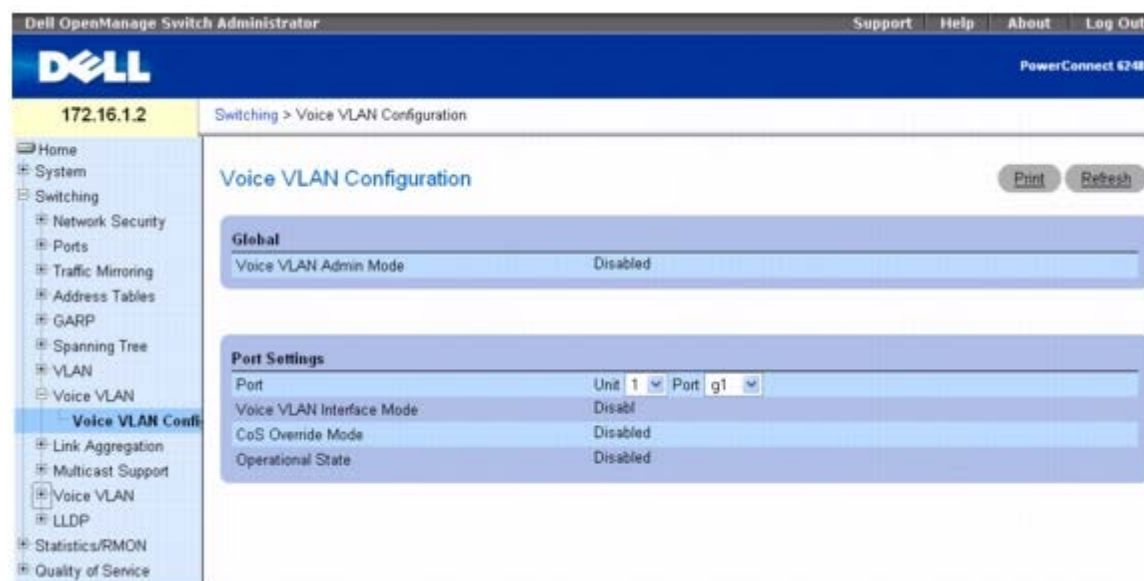 Dell OpenManage Switch Administrator Support Help About Log Out
DELL
PowerConnect 6248
172.16.1.2
Switching > Voice VLAN Configuration
Home
System
Switching
Network Security
Ports
Traffic Mirroring
Address Tables
GARP
Spanning Tree
VLAN
Voice VLAN
Voice VLAN Confi
Link Aggregation
Multicast Support
Voice VLAN
LLDP
Statistics/RMON
Quality of Service
Voice VLAN Configuration
Print Refresh
Global
Voice VLAN Admin Mode Disabled
Port Settings
Port Unit 1 Port g1
Voice VLAN Interface Mode Disabl
CoS Override Mode Disabled
Operational State Disabled